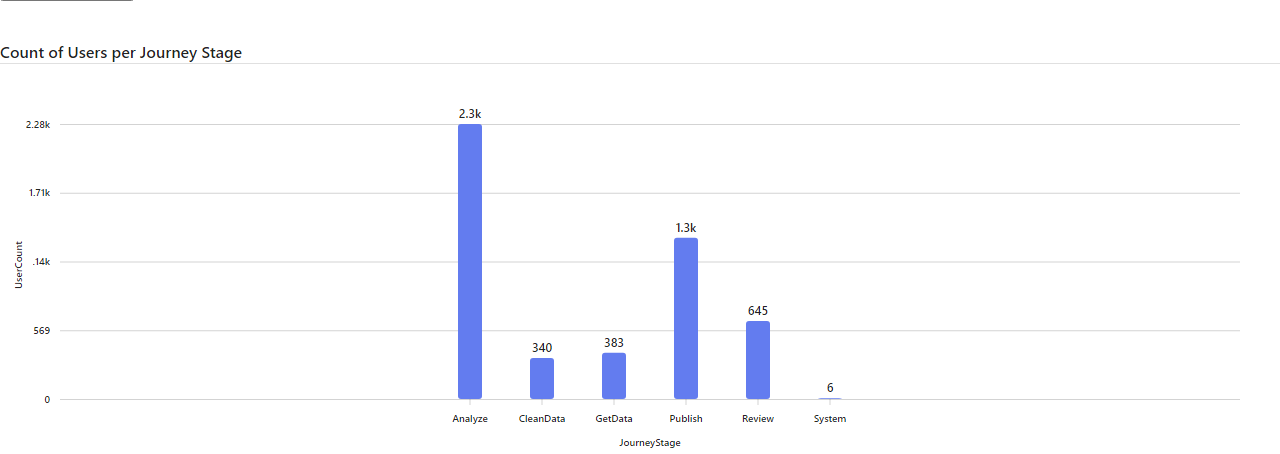 Count of Users per Journey Stage
2.3k
2.28k
1.71k
1.3k
.14k
UserCount
645
569
383
340
6
0
Analyze CleanData GetData Publish Review System
JourneyStage